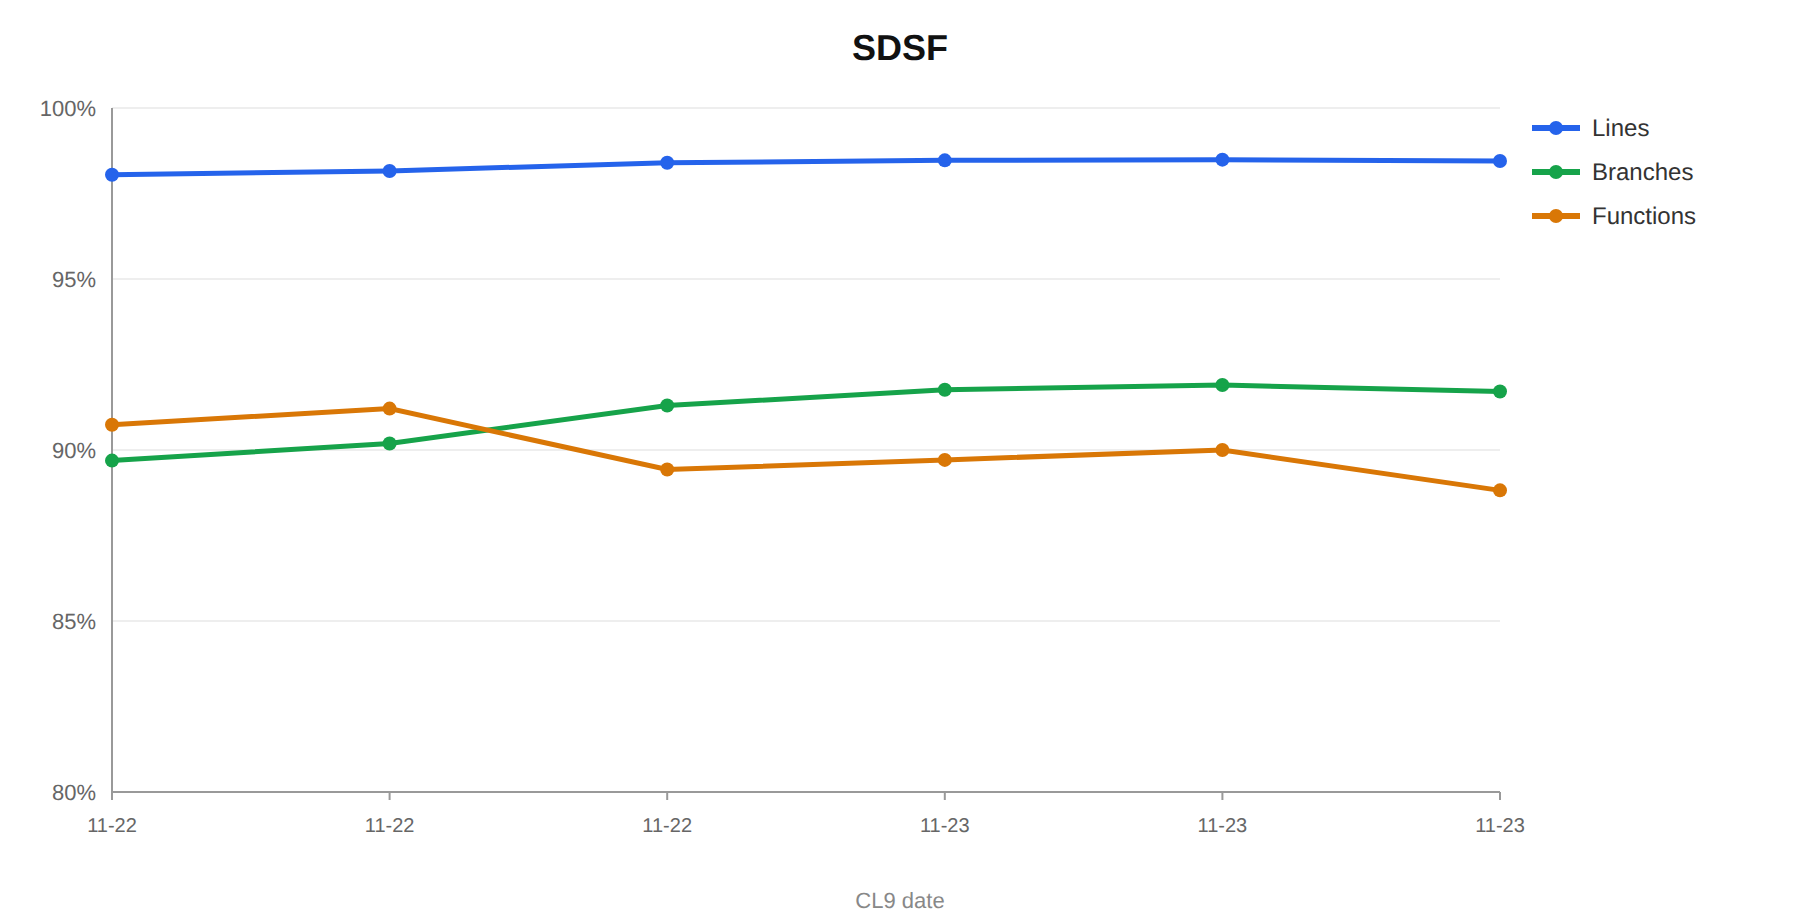 SDSF
100%
95%
90%
85%
80%
11-22
11-22
11-22
11-23
11-23
11-23
CL9 date
Lines
Branches
Functions